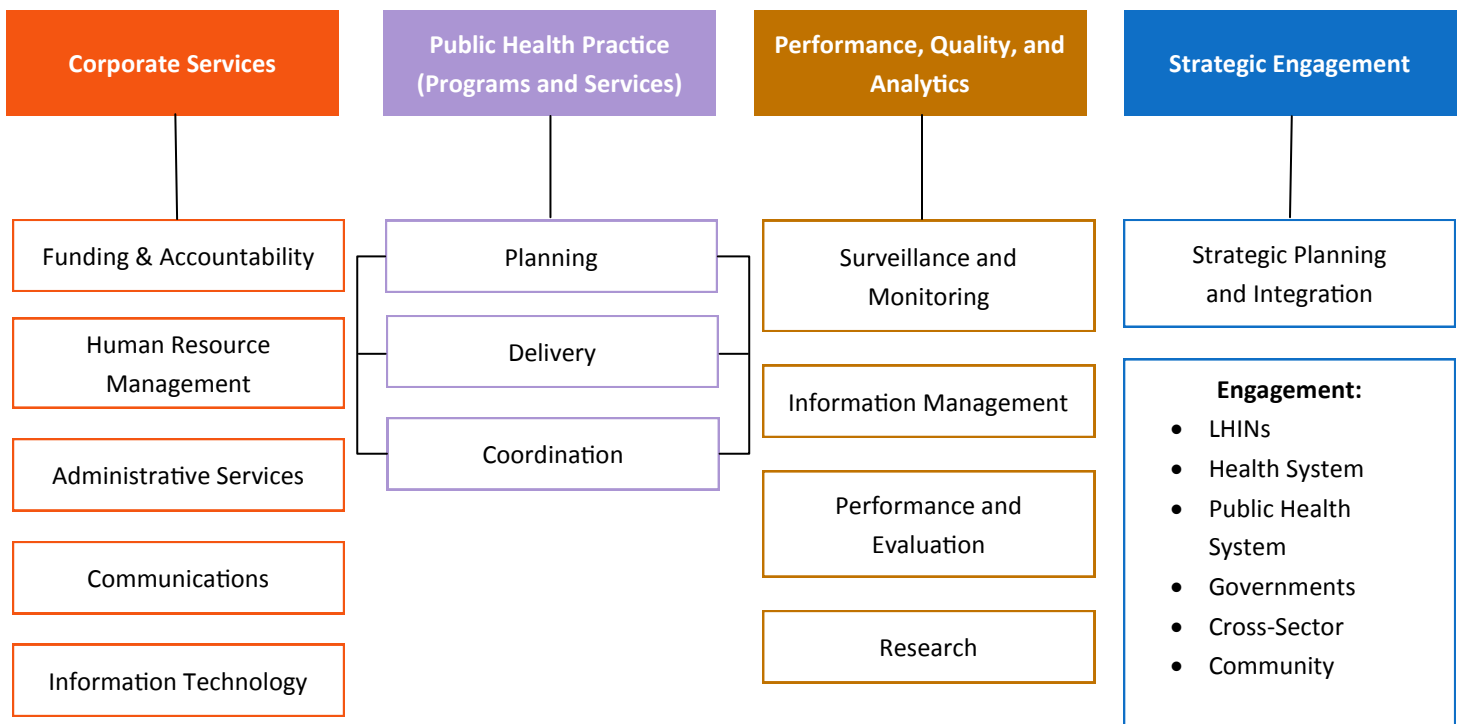 Corporate Services
Public Health Practice
(Programs and Services)
Performance, Quality, and
Analytics
Strategic Engagement
Funding & Accountability
Human Resource
Management
Administrative Services
Communications
Information Technology
Planning
Delivery
Coordination
Surveillance and
Monitoring
Information Management
Performance and
Evaluation
Research
Strategic Planning
and Integration
Engagement:
• LHINs
• Health System
• Public Health
System
• Governments
• Cross-Sector
• Community